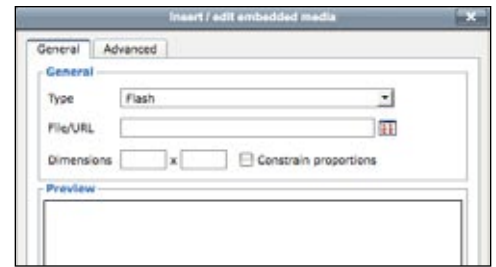 Insert / edit embedded media
General Advanced
General
Type Flash
File/URL
Dimensions x Constrain proportions
Preview